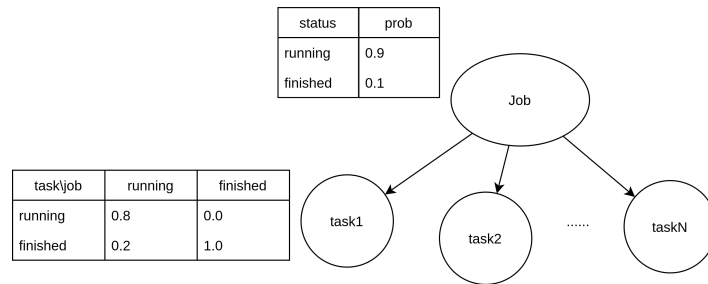 status prob
running 0.9
finished 0.1
Job
task\job running finished
running 0.8 0.0
finished 0.2 1.0
task1
task2
......
taskN